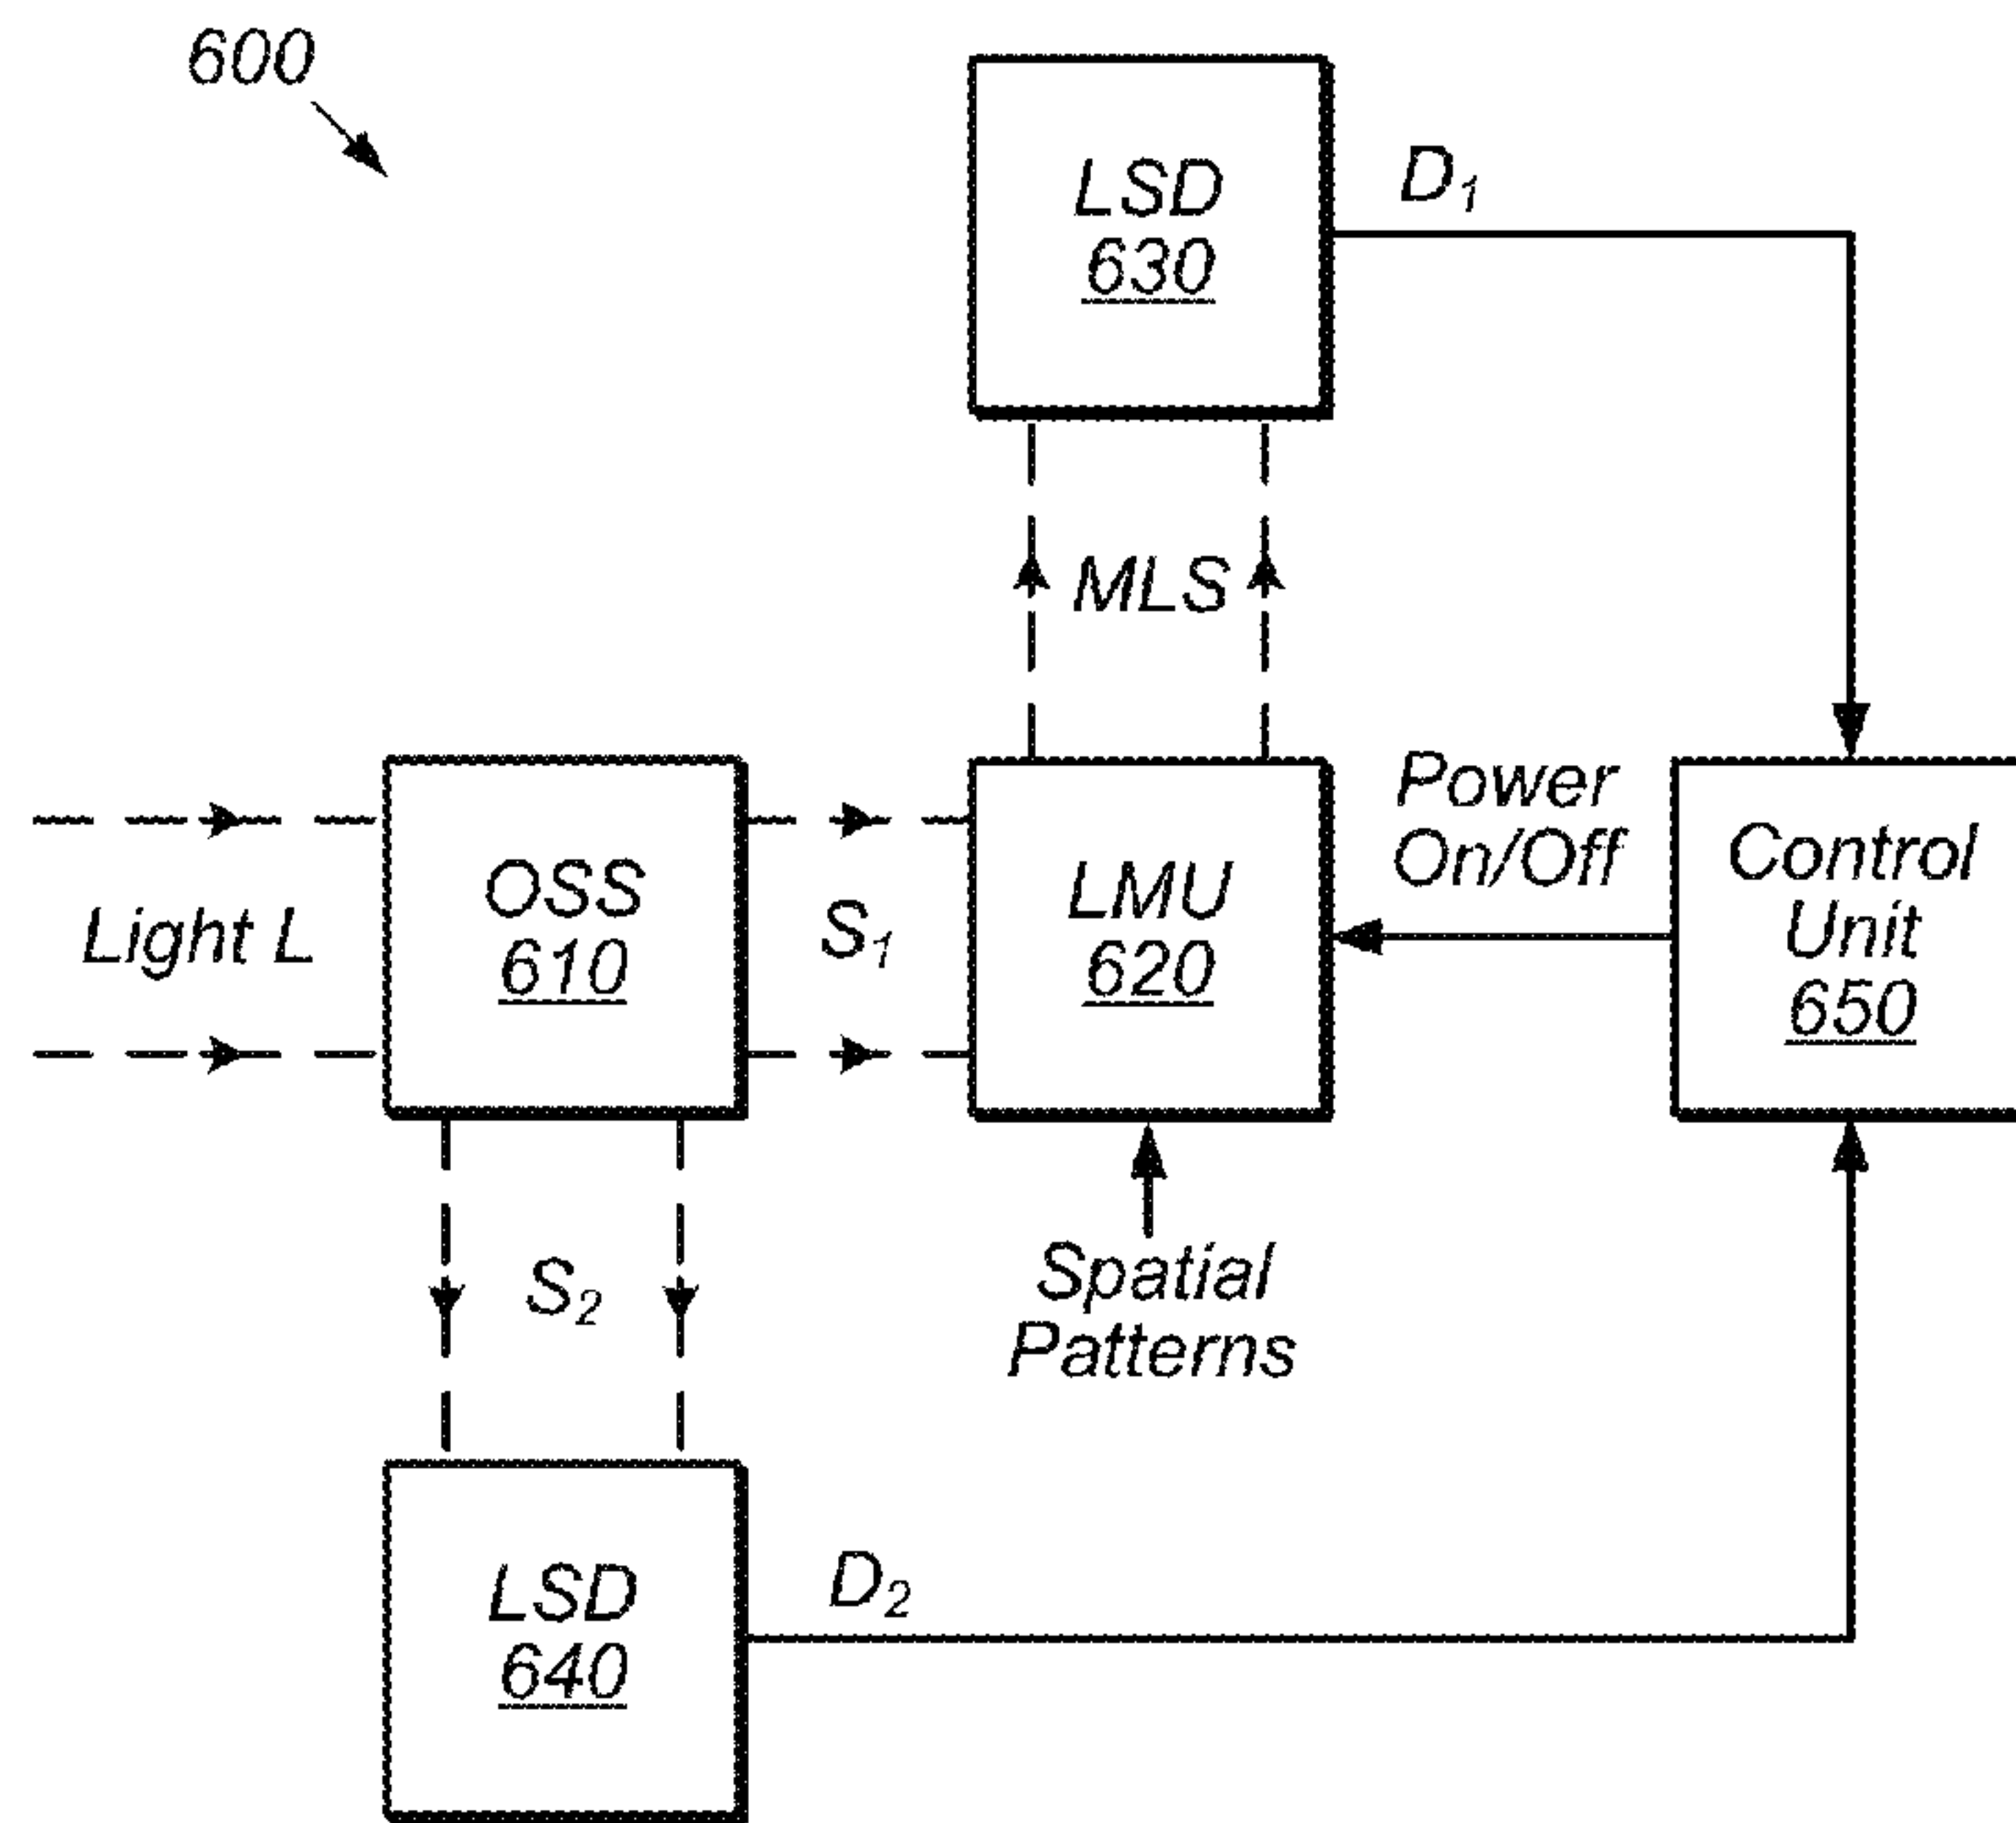 600
LSD
630
D1
MLS
Power
On/Off
Control
Unit
650
Light L
OSS
610
S1
LMU
620
Spatial
Patterns
S2
LSD
640
D2